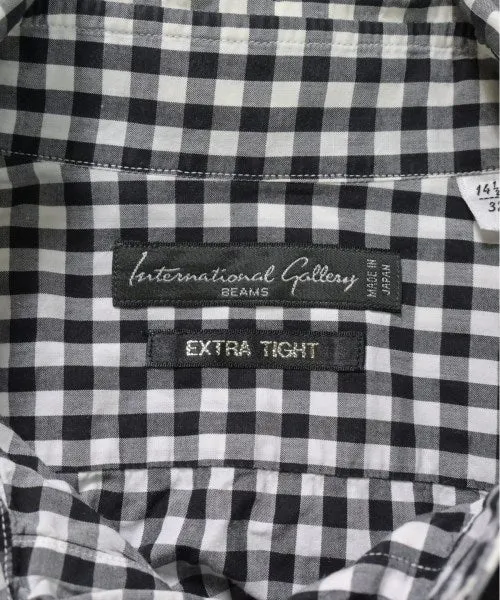 14½
International Gallery
BEAMS
MADE IN
JAPAN
EXTRA TIGHT